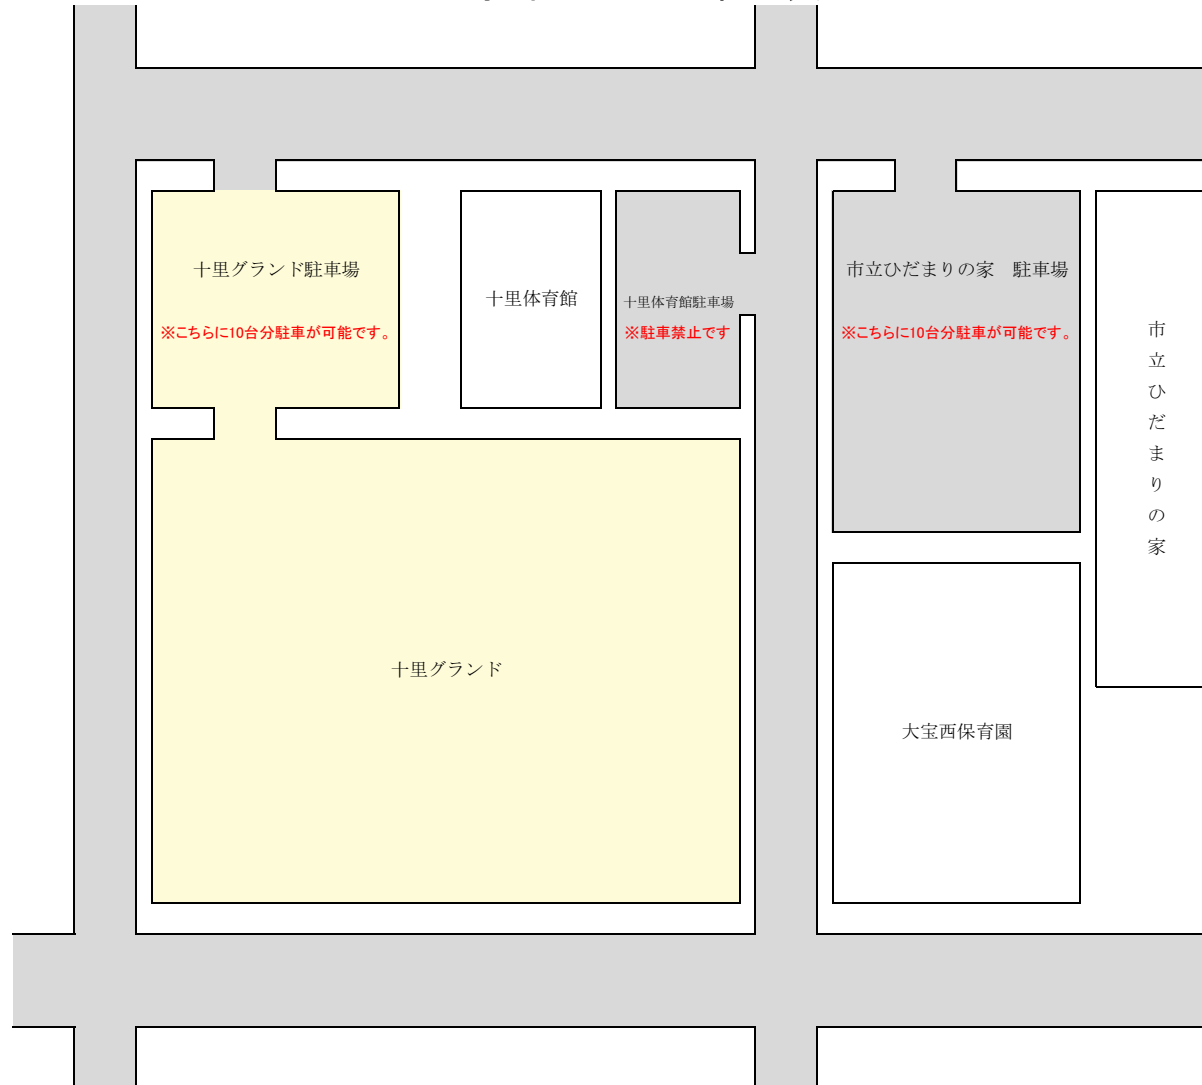 十里グランド駐車場
※こちらに10台分駐車が可能です。
十里体育館
十里体育館駐車場
※駐車禁止です
市立ひだまりの家　駐車場
※こちらに10台分駐車が可能です。
市立ひだまりの家
十里グランド
大宝西保育園